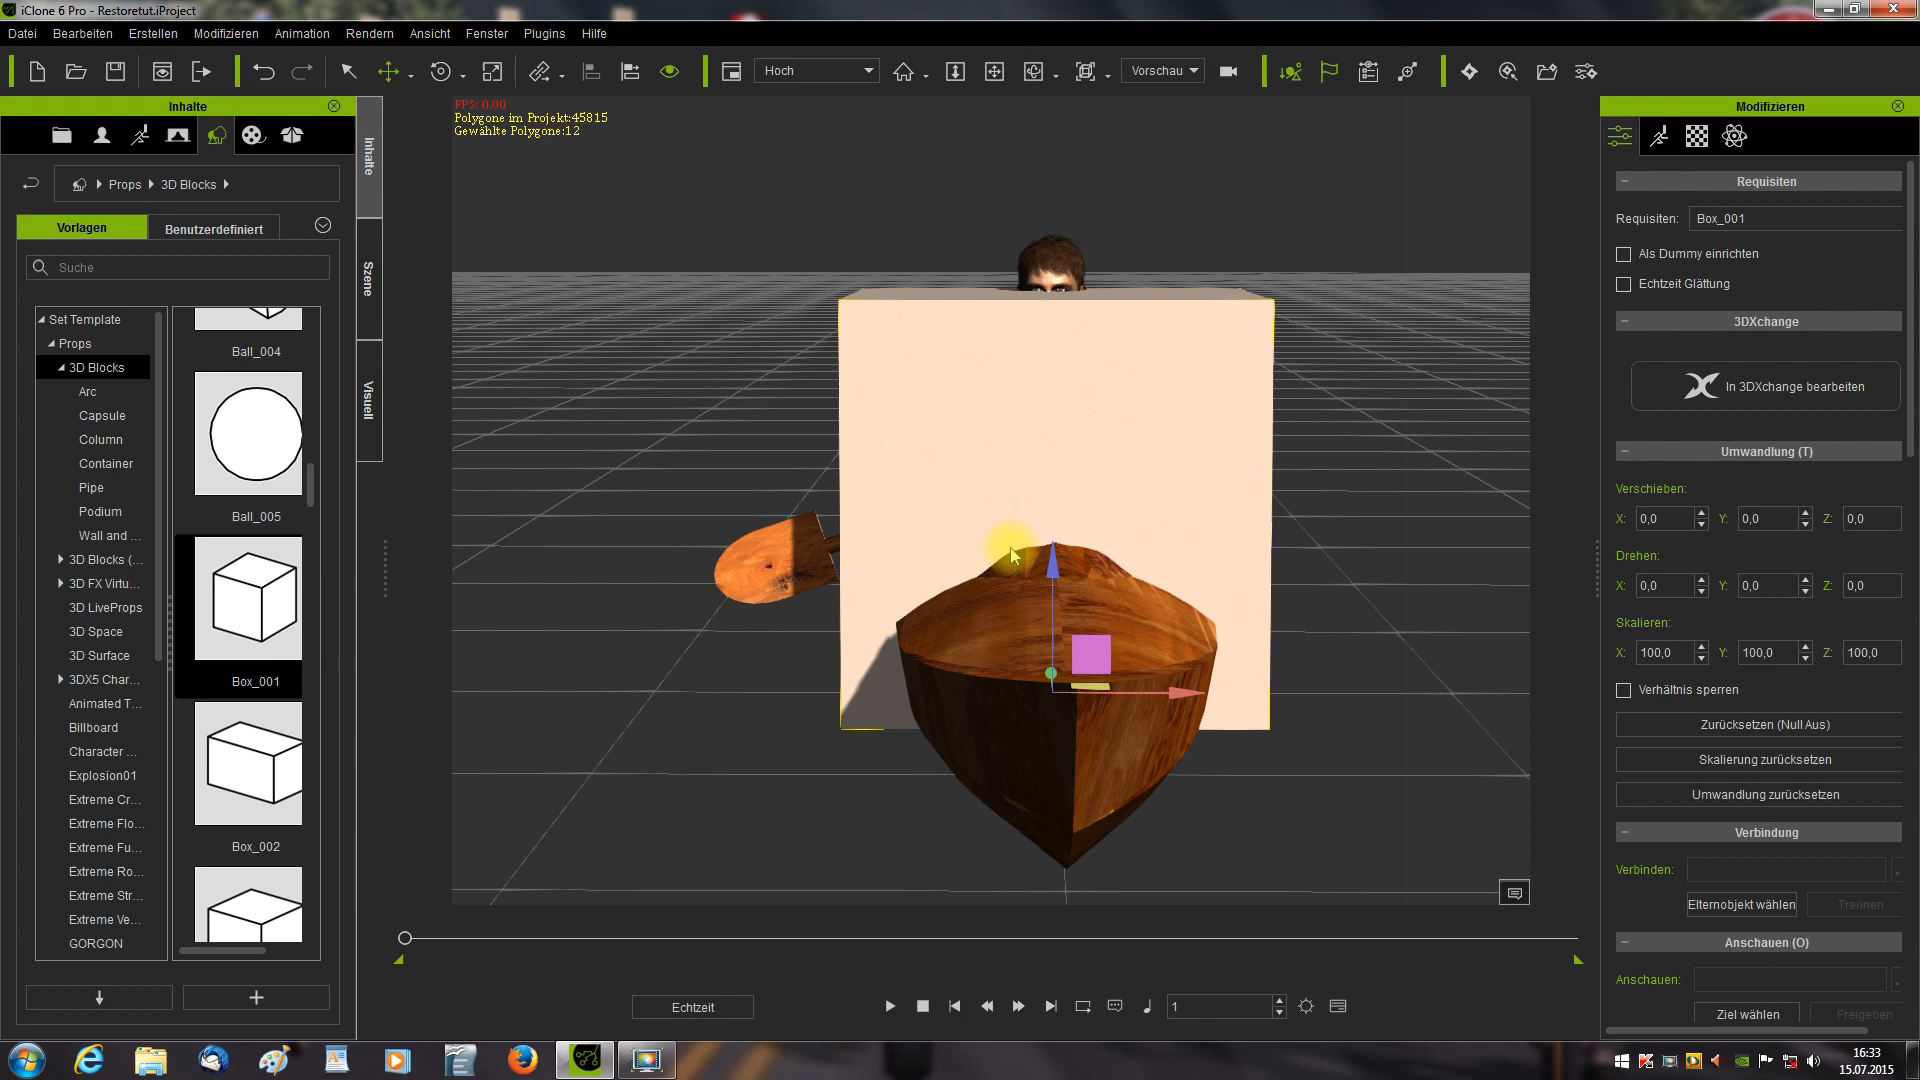 iClone 6 Pro - Restoretut.iProject
Datei Bearbeiten Erstellen Modifizieren Animation Rendern Ansicht Fenster Plugins Hilfe
Hoch
Vorschau
Inhalte
Props 3D Blocks
Vorlagen Benutzerdefiniert
Suche
Set Template
Props
3D Blocks
Arc
Capsule
Column
Container
Pipe
Podium
Wall and ...
3D Blocks (...
3D FX Virtu...
3D LiveProps
3D Space
3D Surface
3DX5 Char...
Animated T...
Billboard
Character ...
Explosion01
Extreme Cr...
Extreme Flo...
Extreme Fu...
Extreme Ro...
Extreme Str...
Extreme Ve...
GORGON
Ball_004
Ball_005
Box_001
Box_002
Inhalte
Szene
Visuell
FPS: 0.00
Polygone im Projekt:45815
Gewählte Polygone:12
Echtzeit
1
Modifizieren
Requisiten
Requisiten: Box_001
Als Dummy einrichten
Echtzeit Glättung
3DXchange
In 3DXchange bearbeiten
Umwandlung (T)
Verschieben:
X: 0,0 Y: 0,0 Z: 0,0
Drehen:
X: 0,0 Y: 0,0 Z: 0,0
Skalieren:
X: 100,0 Y: 100,0 Z: 100,0
Verhältnis sperren
Zurücksetzen (Null Aus)
Skalierung zurücksetzen
Umwandlung zurücksetzen
Verbindung
Verbinden:
Elternobjekt wählen Trennen
Anschauen (O)
Anschauen:
Ziel wählen Freigeben
16:33
15.07.2015